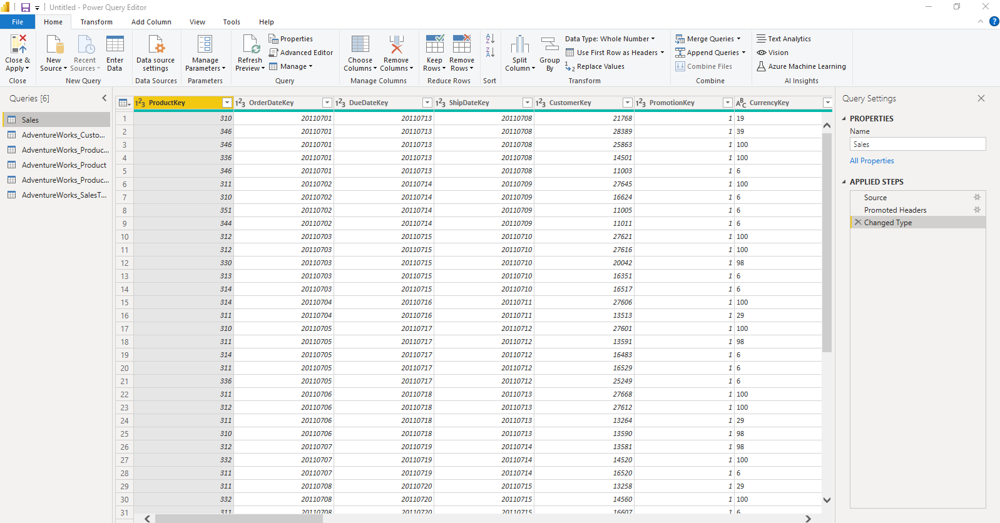 Untitled - Power Query Editor
File Home Transform Add Column View Tools Help
Close & Apply
Close
New Source
Recent Sources
Enter Data
New Query
Data source settings
Data Sources
Manage Parameters
Parameters
Refresh Preview
Properties
Advanced Editor
Manage
Query
Choose Columns
Remove Columns
Manage Columns
Keep Rows
Remove Rows
Reduce Rows
Sort
Split Column
Group By
Data Type: Whole Number
Use First Row as Headers
Replace Values
Transform
Merge Queries
Append Queries
Combine Files
Combine
Text Analytics
Vision
Azure Machine Learning
AI Insights
Queries [6]
Sales
AdventureWorks_Custo...
AdventureWorks_Produc...
AdventureWorks_Product
AdventureWorks_Produc...
AdventureWorks_SalesT...
ProductKey OrderDateKey DueDateKey ShipDateKey CustomerKey PromotionKey CurrencyKey
1 310 20110701 20110713 20110708 21768 1 19
2 346 20110701 20110713 20110708 28389 1 39
3 346 20110701 20110713 20110708 25863 1 100
4 336 20110701 20110713 20110708 14501 1 100
5 346 20110701 20110713 20110708 11003 1 6
6 311 20110702 20110714 20110709 27645 1 100
7 310 20110702 20110714 20110709 16624 1 6
8 351 20110702 20110714 20110709 11005 1 6
9 344 20110702 20110714 20110709 11011 1 6
10 312 20110703 20110715 20110710 27621 1 100
11 312 20110703 20110715 20110710 27616 1 100
12 330 20110703 20110715 20110710 20042 1 98
13 313 20110703 20110715 20110710 16351 1 6
14 314 20110703 20110715 20110710 16517 1 6
15 314 20110704 20110716 20110711 27606 1 100
16 311 20110704 20110716 20110711 13513 1 29
17 310 20110705 20110717 20110712 27601 1 100
18 311 20110705 20110717 20110712 13591 1 98
19 314 20110705 20110717 20110712 16483 1 6
20 311 20110705 20110717 20110712 16529 1 6
21 336 20110705 20110717 20110712 25249 1 6
22 311 20110706 20110718 20110713 27668 1 100
23 312 20110706 20110718 20110713 27612 1 100
24 311 20110706 20110718 20110713 13264 1 29
25 310 20110706 20110718 20110713 13590 1 98
26 312 20110707 20110719 20110714 13581 1 98
27 332 20110707 20110719 20110714 14520 1 100
28 311 20110707 20110719 20110714 16520 1 6
29 311 20110708 20110720 20110715 13258 1 29
30 332 20110708 20110720 20110715 14560 1 100
31 311 20110708 20110720 20110715 16607 1 6
Query Settings
PROPERTIES
Name
Sales
All Properties
APPLIED STEPS
Source
Promoted Headers
Changed Type